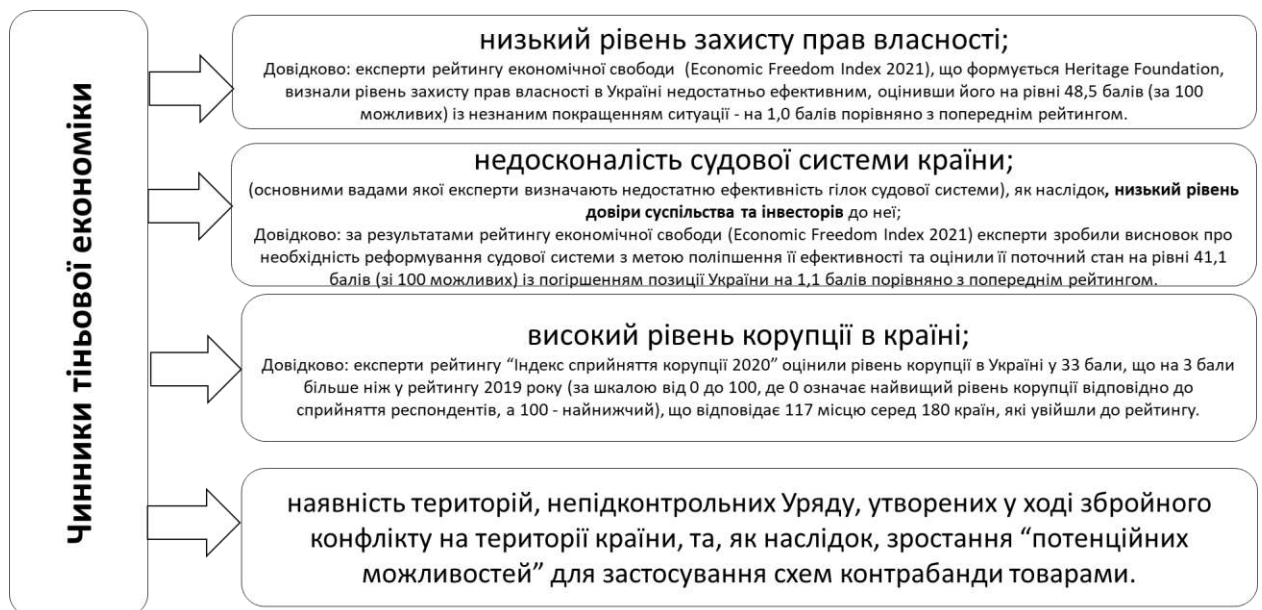 Чинники тіньової економіки
низький рівень захисту прав власності;
Довідково: експерти рейтингу економічної свободи (Economic Freedom Index 2021), що формується Heritage Foundation,
визнали рівень захисту прав власності в Україні недостатньо ефективним, оцінивши його на рівні 48,5 балів (за 100
можливих) із незнаним покращенням ситуації - на 1,0 балів порівняно з попереднім рейтингом.
недосконалість судової системи країни;
(основними вадами якої експерти визначають недостатню ефективність гілок судової системи), як наслідок, низький рівень
довіри суспільства та інвесторів до неї;
Довідково: за результатами рейтингу економічної свободи (Economic Freedom Index 2021) експерти зробили висновок про
необхідність реформування судової системи з метою поліпшення її ефективності та оцінили її поточний стан на рівні 41,1
балів (зі 100 можливих) із погіршенням позиції України на 1,1 балів порівняно з попереднім рейтингом.
високий рівень корупції в країні;
Довідково: експерти рейтингу “Індекс сприйняття корупції 2020” оцінили рівень корупції в Україні у 33 бали, що на 3 бали
більше ніж у рейтингу 2019 року (за шкалою від 0 до 100, де 0 означає найвищий рівень корупції відповідно до
сприйняття респондентів, а 100 - найнижчий), що відповідає 117 місцю серед 180 країн, які увійшли до рейтингу.
наявність територій, непідконтрольних Уряду, утворених у ході збройного
конфлікту на території країни, та, як наслідок, зростання “потенційних
можливостей” для застосування схем контрабанди товарами.